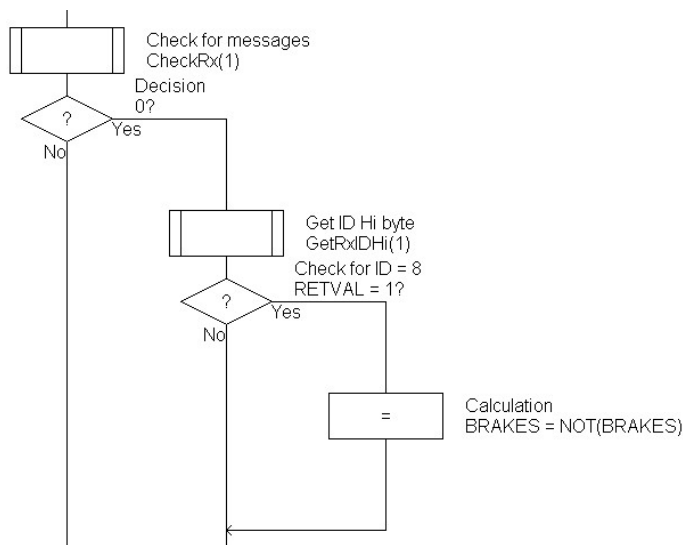 Check for messages
CheckRx(1)
Decision
0?
?
Yes
No
Get ID Hi byte
GetRxIDHi(1)
Check for ID = 8
RETVAL = 1?
?
Yes
No
=
Calculation
BRAKES = NOT(BRAKES)